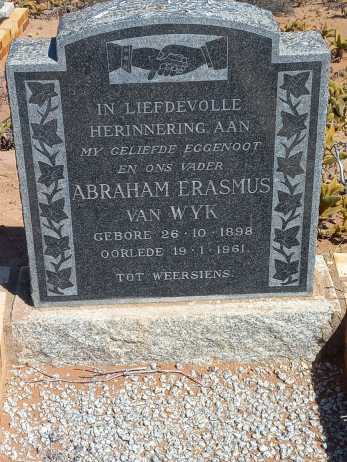 IN LIEFDEVOLLE
HERINNERING AAN
MY GELIEFDE EGGENOOT
EN ONS VADER
ABRAHAM ERASMUS
VAN WYK
GEBORE 26·10·1898
OORLEDE 19·1·1961.
TOT WEERSIENS.